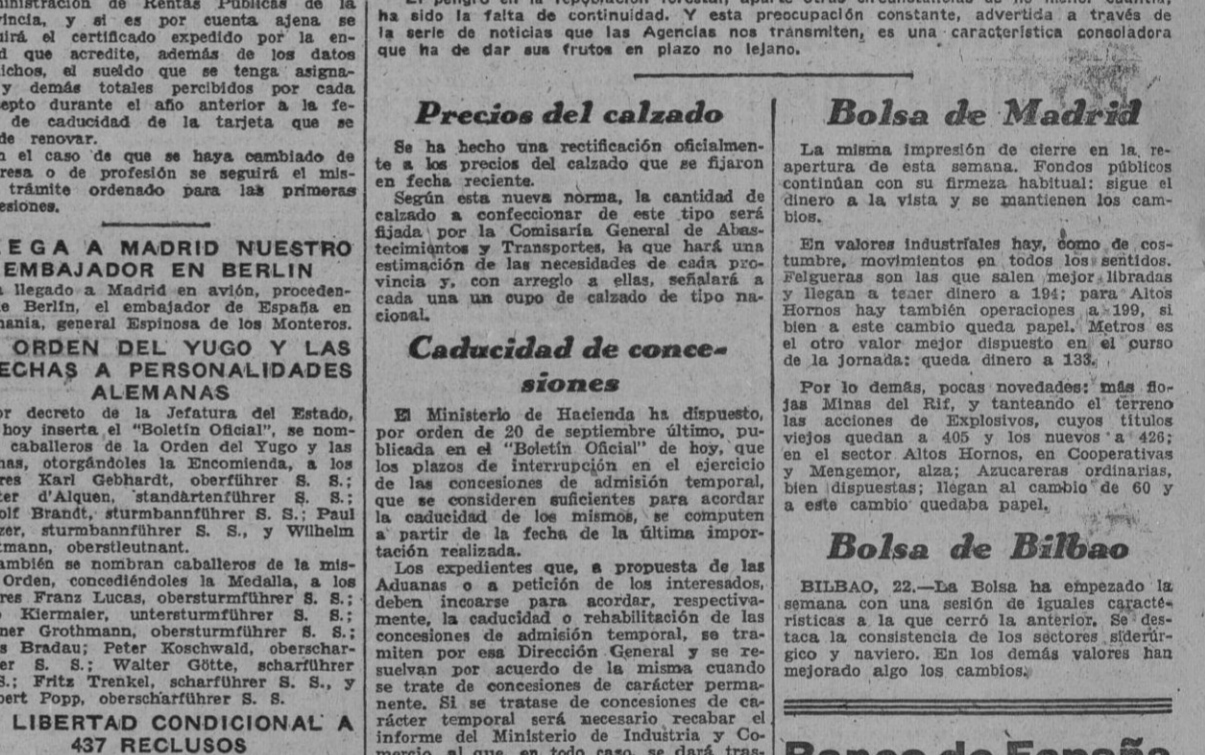 ministración de Rentas Públicas de la
vincia, y si es por cuenta ajena se
uirá el certificado expedido por la en-
d que acredite, además de los datos
ichos, el sueldo que se tenga asigna-
y demás totales percibidos por cada
epto durante el año anterior a la fe-
de caducidad de la tarjeta que se
de renovar.
n el caso de que se haya cambiado de
resa o de profesión se seguirá el mis-
trámite ordenado para las primeras
esiones.
EGA A MADRID NUESTRO
EMBAJADOR EN BERLIN
a llegado a Madrid en avión, proceden-
e Berlín, el embajador de España en
mania, general Espinosa de los Monteros.
ORDEN DEL YUGO Y LAS
ECHAS A PERSONALIDADES
ALEMANAS
or decreto de la Jefatura del Estado,
hoy inserta el "Boletín Oficial", se nom-
caballeros de la Orden del Yugo y las
has, otorgándoles la Encomienda, a los
res Karl Gebhardt, oberführer S. S.;
ter d'Alquen, standartenführer S. S.;
olf Brandt, sturmbannführer S. S.; Paul
zer, sturmbannführer S. S., y Wilhelm
tmann, oberstleutnant.
ambién se nombran caballeros de la mis-
Orden, concediéndoles la Medalla, a los
res Franz Lucas, obersturmführer S. S.;
Kiermaler, untersturmführer S. S.;
ner Grothmann, obersturmführer S. S.;
s Bradau; Peter Koschwald, oberschar-
er S. S.; Walter Götte, scharführer
S.; Fritz Trenkel, scharführer S. S., y
bert Popp, oberscharführer S. S.
LIBERTAD CONDICIONAL A
437 RECLUSOS
ha sido la falta de continuidad. Y esta preocupación constante, advertida a través de
la serie de noticias que las Agencias nos transmiten, es una característica consoladora
que ha de dar sus frutos en plazo no lejano.
Precios del calzado
Se ha hecho una rectificación oficialmen-
te a los precios del calzado que se fijaron
en fecha reciente.
Según esta nueva norma, la cantidad de
calzado a confeccionar de este tipo será
fijada por la Comisaría General de Abas-
tecimientos y Transportes, la que hará una
estimación de las necesidades de cada pro-
vincia y, con arreglo a ellas, señalará a
cada una un cupo de calzado de tipo na-
cional.
Caducidad de conce-
siones
El Ministerio de Hacienda ha dispuesto,
por orden de 20 de septiembre último, pu-
blicada en el "Boletín Oficial" de hoy, que
los plazos de interrupción en el ejercicio
de las concesiones de admisión temporal,
que se consideren suficientes para acordar
la caducidad de los mismos, se computen
a partir de la fecha de la última impor-
tación realizada.
Los expedientes que, a propuesta de las
Aduanas o a petición de los interesados,
deben incoarse para acordar, respectiva-
mente, la caducidad o rehabilitación de las
concesiones de admisión temporal, se tra-
miten por esa Dirección General y se re-
suelvan por acuerdo de la misma cuando
se trate de concesiones de carácter perma-
nente. Si se tratase de concesiones de ca-
rácter temporal será necesario recabar el
informe del Ministerio de Industria y Co-
mercio, al que, en todo caso, se dará tras-
Bolsa de Madrid
La misma impresión de cierre en la re-
apertura de esta semana. Fondos públicos
continúan con su firmeza habitual: sigue el
dinero a la vista y se mantienen los cam-
bios.
En valores industriales hay, como de cos-
tumbre, movimientos en todos los sentidos.
Felgueras son las que salen mejor libradas
y llegan a tener dinero a 194; para Altos
Hornos hay también operaciones a 199, si
bien a este cambio queda papel. Metros es
el otro valor mejor dispuesto en el curso
de la jornada: queda dinero a 133.
Por lo demás, pocas novedades: más flo-
jas Minas del Rif, y tanteando el terreno
las acciones de Explosivos, cuyos títulos
viejos quedan a 405 y los nuevos a 426;
en el sector Altos Hornos, en Cooperativas
y Mengemor, alza; Azucareras ordinarias,
bien dispuestas; llegan al cambio de 60 y
a este cambio quedaba papel.
Bolsa de Bilbao
BILBAO, 22.—La Bolsa ha empezado la
semana con una sesión de iguales caracte-
rísticas a la que cerró la anterior. Se des-
taca la consistencia de los sectores siderúr-
gico y naviero. En los demás valores han
mejorado algo los cambios.
Banco de España